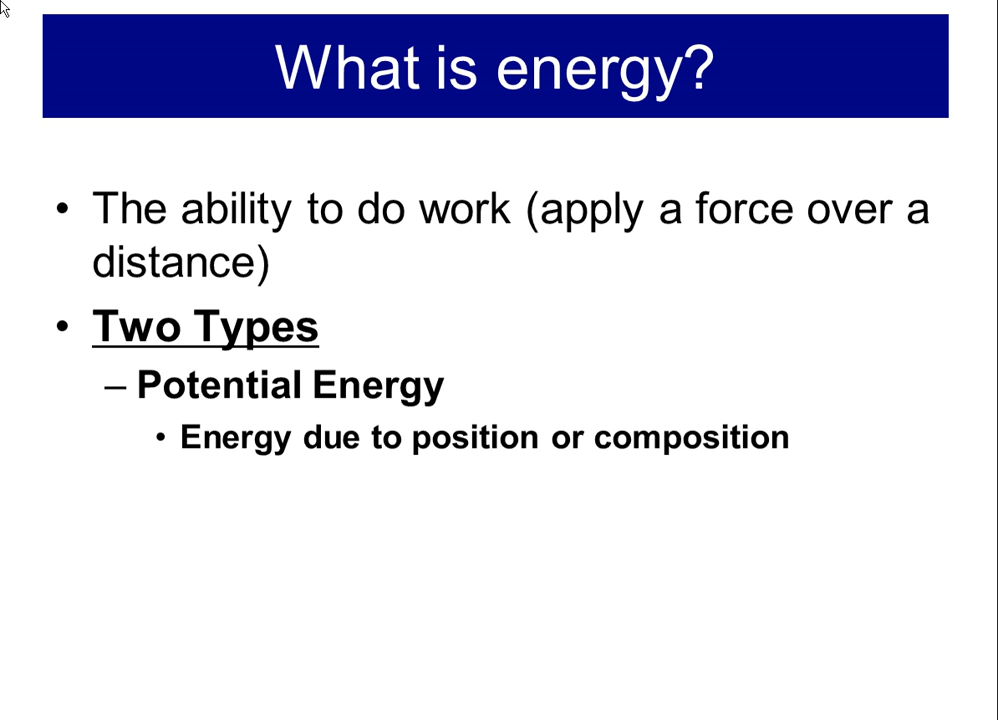 What is energy?
• The ability to do work (apply a force over a
distance)
• Two Types
– Potential Energy
• Energy due to position or composition